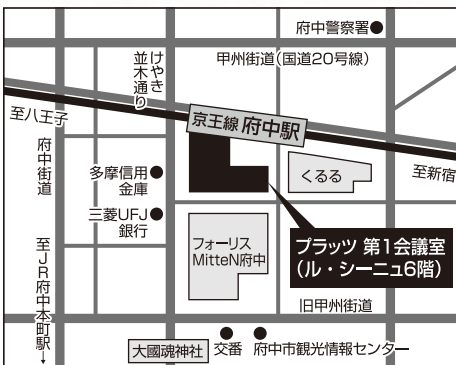 府中警察署
甲州街道(国道20号線)
けやき
並木通り
京王線 府中駅
至八王子
至新宿
府中街道
多摩信用
金庫
くるる
三菱UFJ
銀行
フォーリス
MitteN府中
プラッツ 第1会議室
(ル・シーニュ6階)
至JR府中本町駅→
旧甲州街道
大國魂神社
交番
府中市観光情報センター